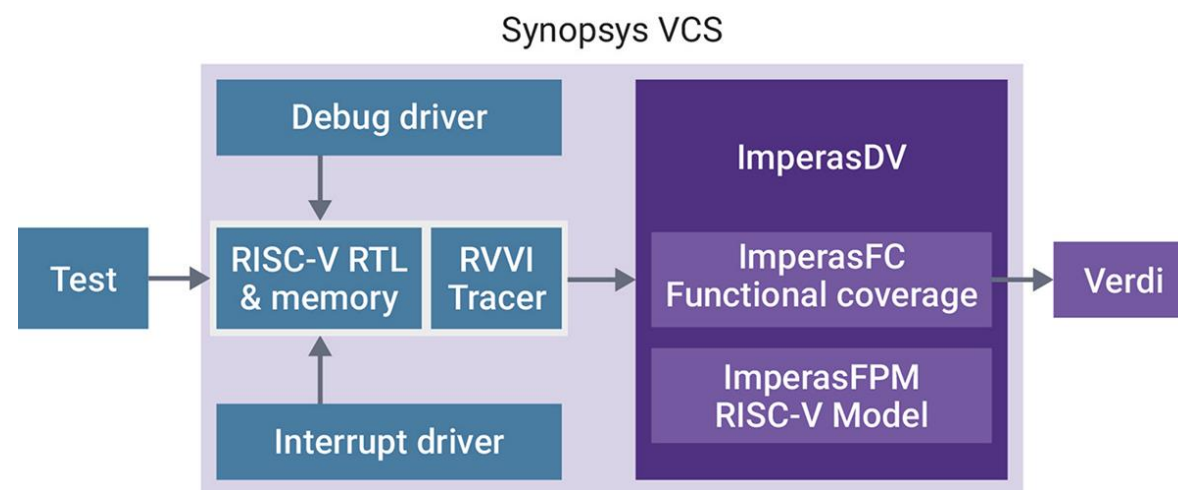 Synopsys VCS
Debug driver
ImperasDV
Test
RISC-V RTL
& memory
RVVI
Tracer
ImperasFC
Functional coverage
Verdi
ImperasFPM
RISC-V Model
Interrupt driver